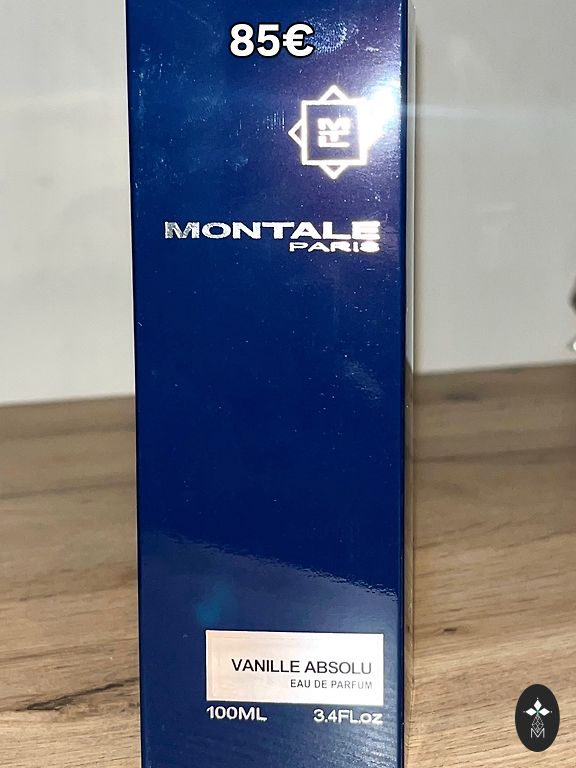 85€
MONTALE
PARIS
VANILLE ABSOLU
EAU DE PARFUM
100ML 3.4FLoz
M